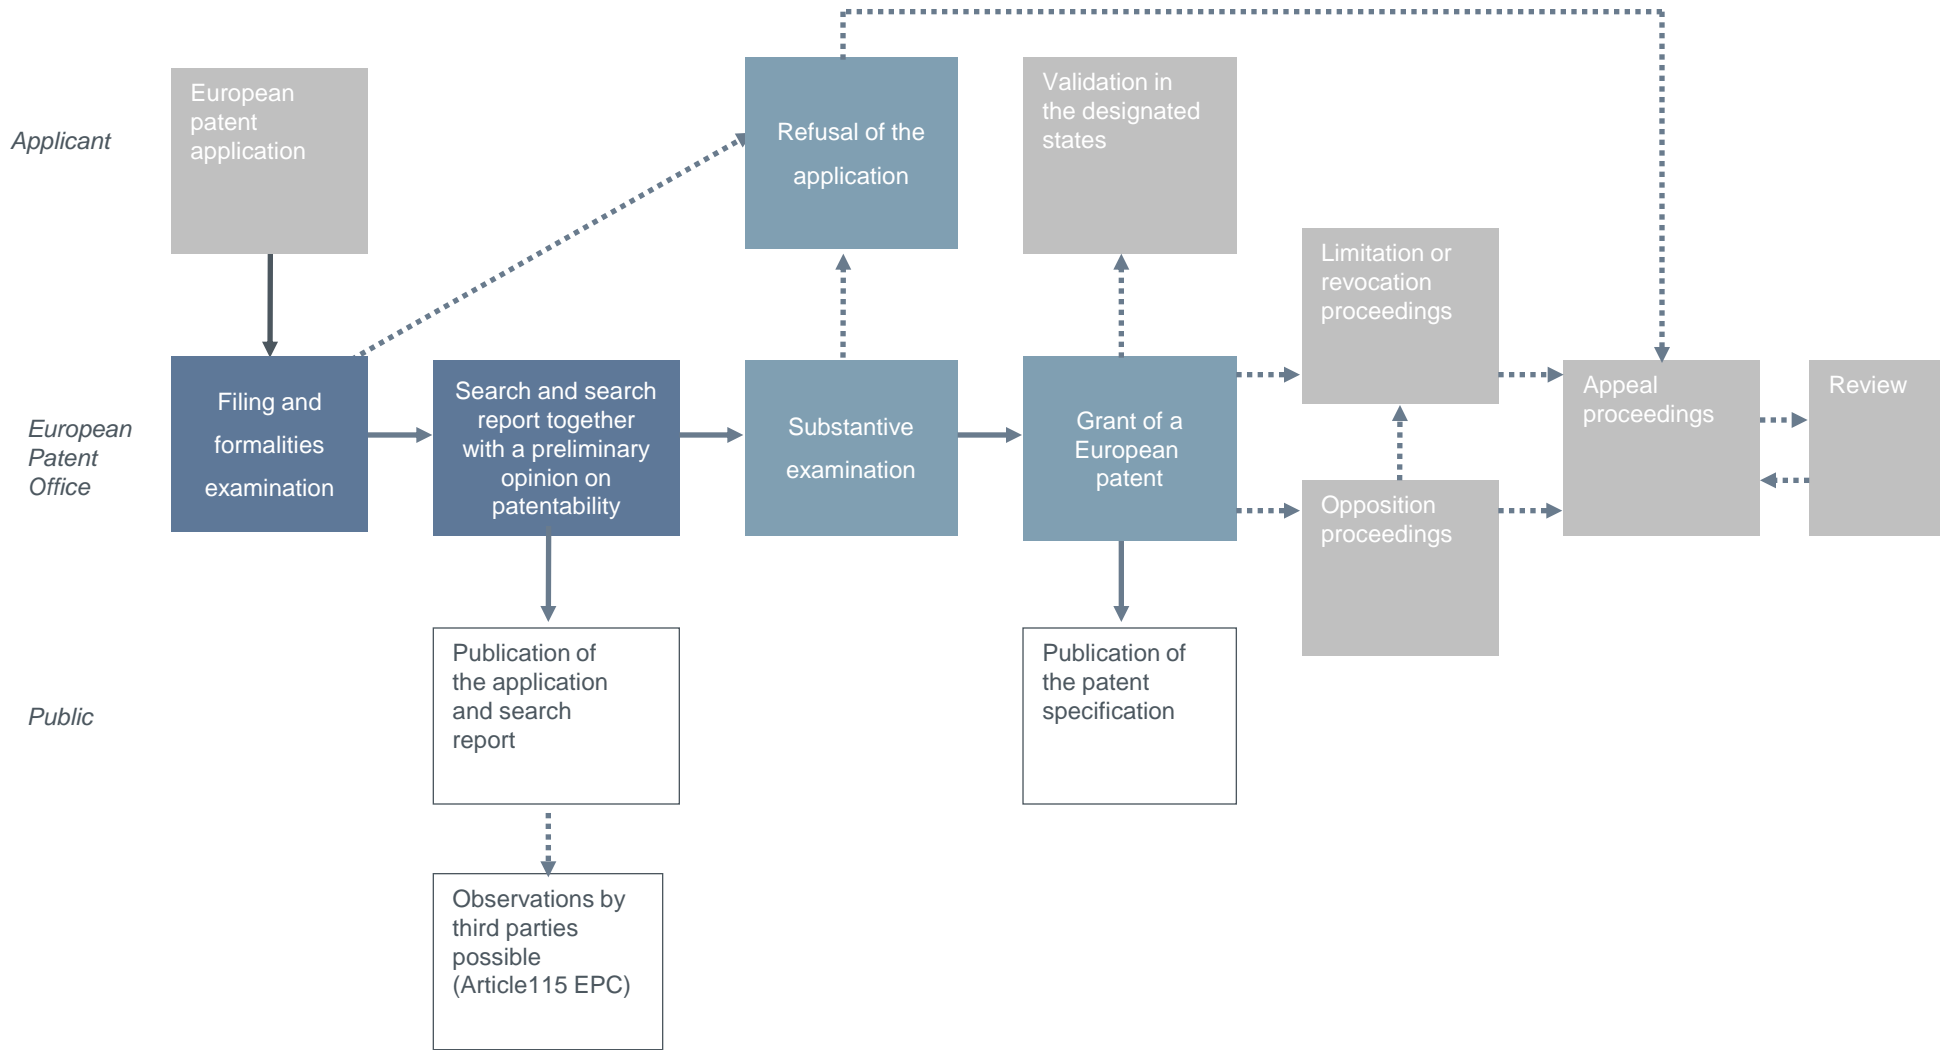 Applicant
European
patent
application
Refusal of the
application
Validation in
the designated
states
Limitation or
revocation
proceedings
European
Patent
Office
Filing and
formalities
examination
Search and search
report together
with a preliminary
opinion on
patentability
Substantive
examination
Grant of a
European
patent
Opposition
proceedings
Appeal
proceedings
Review
Public
Publication of
the application
and search
report
Publication of
the patent
specification
Observations by
third parties
possible
(Article115 EPC)